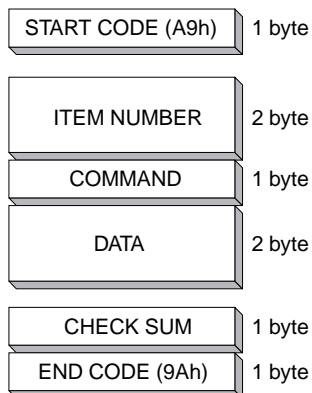 START CODE (A9h) 1 byte
ITEM NUMBER 2 byte
COMMAND 1 byte
DATA 2 byte
CHECK SUM 1 byte
END CODE (9Ah) 1 byte